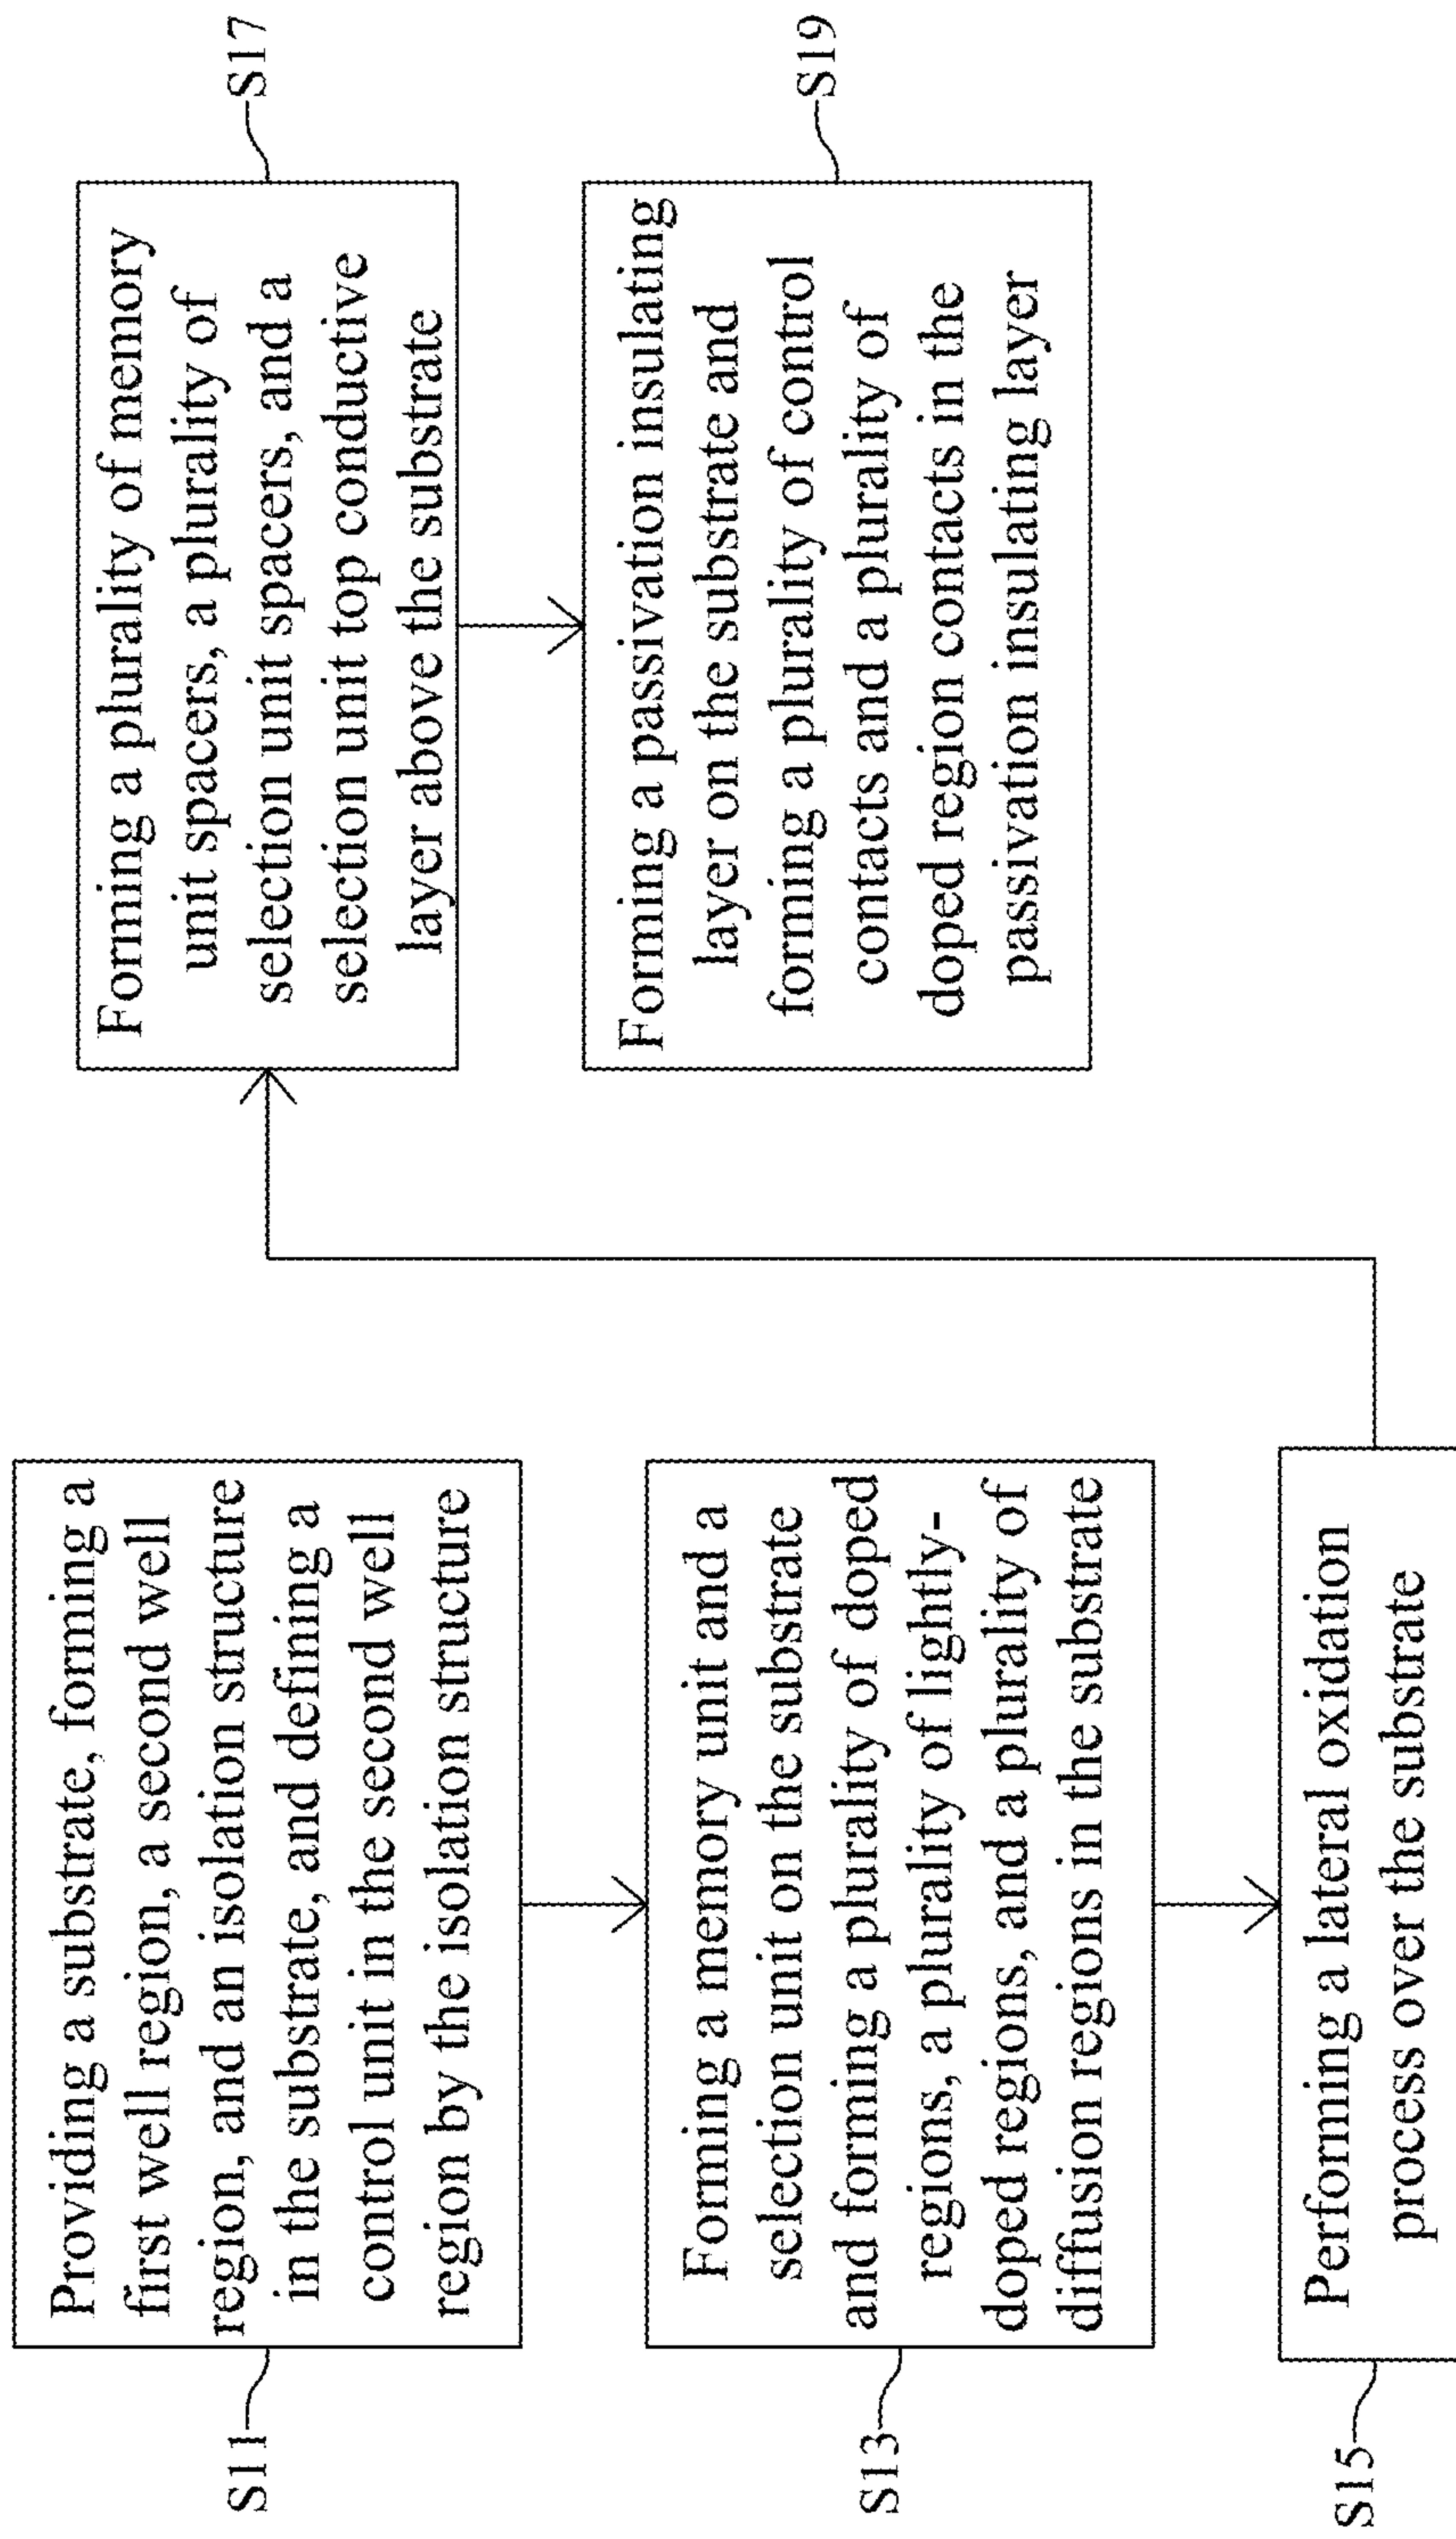 S11
Providing a substrate, forming a
first well region, a second well
region, and an isolation structure
in the substrate, and defining a
control unit in the second well
region by the isolation structure
S13
Forming a memory unit and a
selection unit on the substrate
and forming a plurality of doped
regions, a plurality of lightly-
doped regions, and a plurality of
diffusion regions in the substrate
S15
Performing a lateral oxidation
process over the substrate
Forming a plurality of memory
unit spacers, a plurality of
selection unit spacers, and a
selection unit top conductive
layer above the substrate
S17
Forming a passivation insulating
layer on the substrate and
forming a plurality of control
contacts and a plurality of
doped region contacts in the
passivation insulating layer
S19